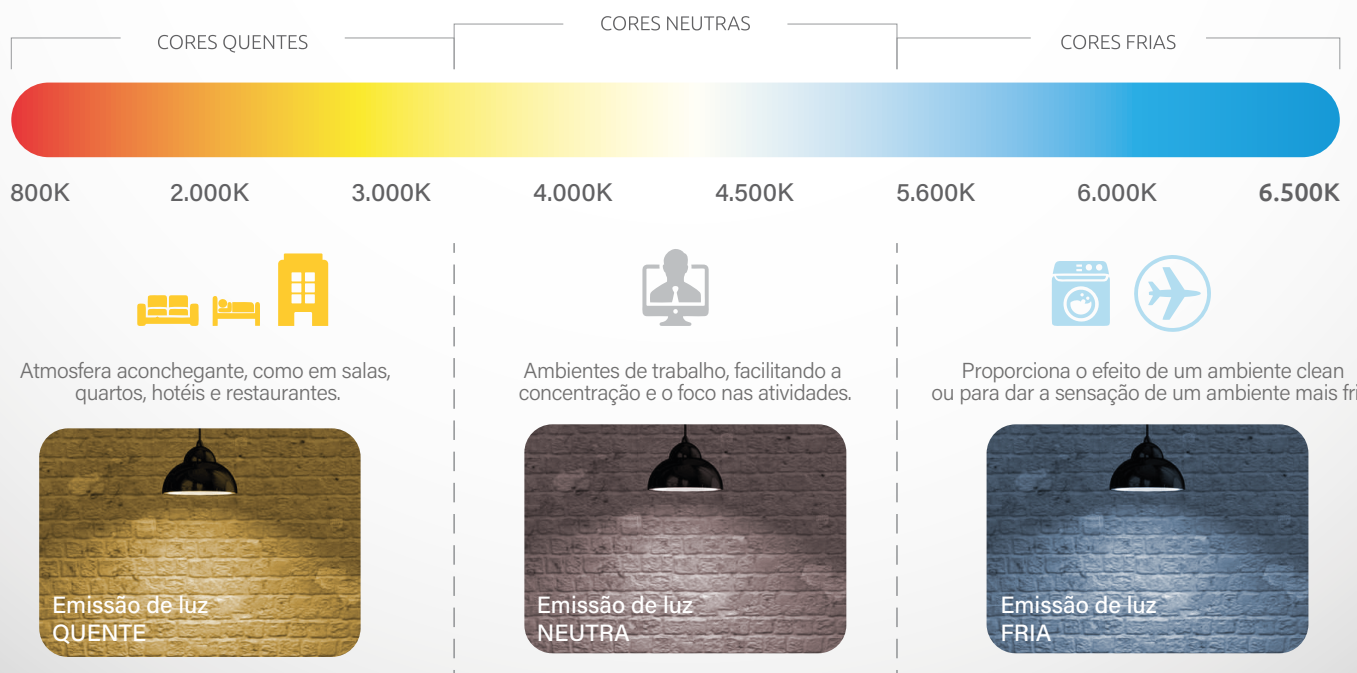 CORES QUENTES
CORES NEUTRAS
CORES FRIAS
800K 2.000K 3.000K 4.000K 4.500K 5.600K 6.000K 6.500K
Atmosfera aconchegante, como em salas,
quartos, hotéis e restaurantes.
Ambientes de trabalho, facilitando a
concentração e o foco nas atividades.
Proporciona o efeito de um ambiente clean
ou para dar a sensação de um ambiente mais fri
Emissão de luz
QUENTE
Emissão de luz
NEUTRA
Emissão de luz
FRIA